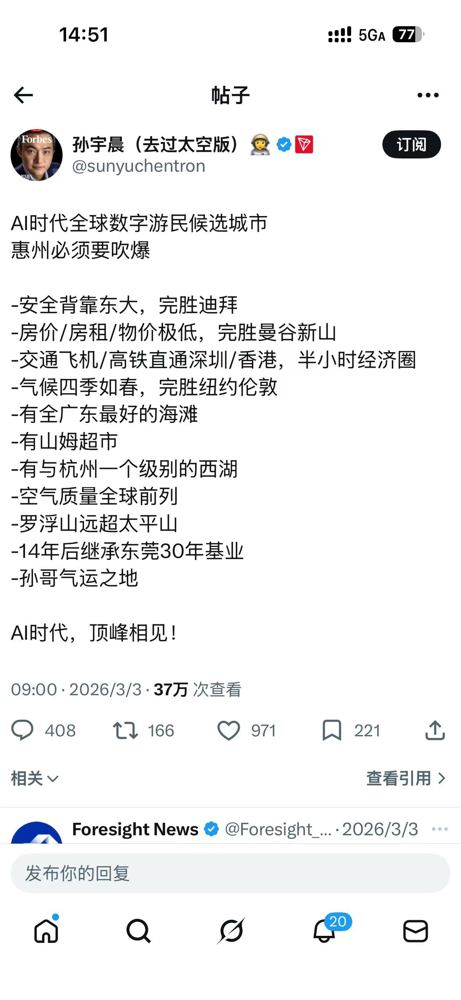 14:51
5GA 77
帖子
孙宇晨（去过太空版）
订阅
@sunyuchentron
Forbes
AI时代全球数字游民候选城市
惠州必须要吹爆
-安全背靠东大，完胜迪拜
-房价/房租/物价极低，完胜曼谷新山
-交通飞机/高铁直通深圳/香港，半小时经济圈
-气候四季如春，完胜纽约伦敦
-有全广东最好的海滩
-有山姆超市
-有与杭州一个级别的西湖
-空气质量全球前列
-罗浮山远超太平山
-14年后继承东莞30年基业
-孙哥气运之地
AI时代，顶峰相见！
09:00 · 2026/3/3 · 37万 次查看
408 166 971 221
相关 查看引用
Foresight News @Foresight_... · 2026/3/3
发布你的回复
20